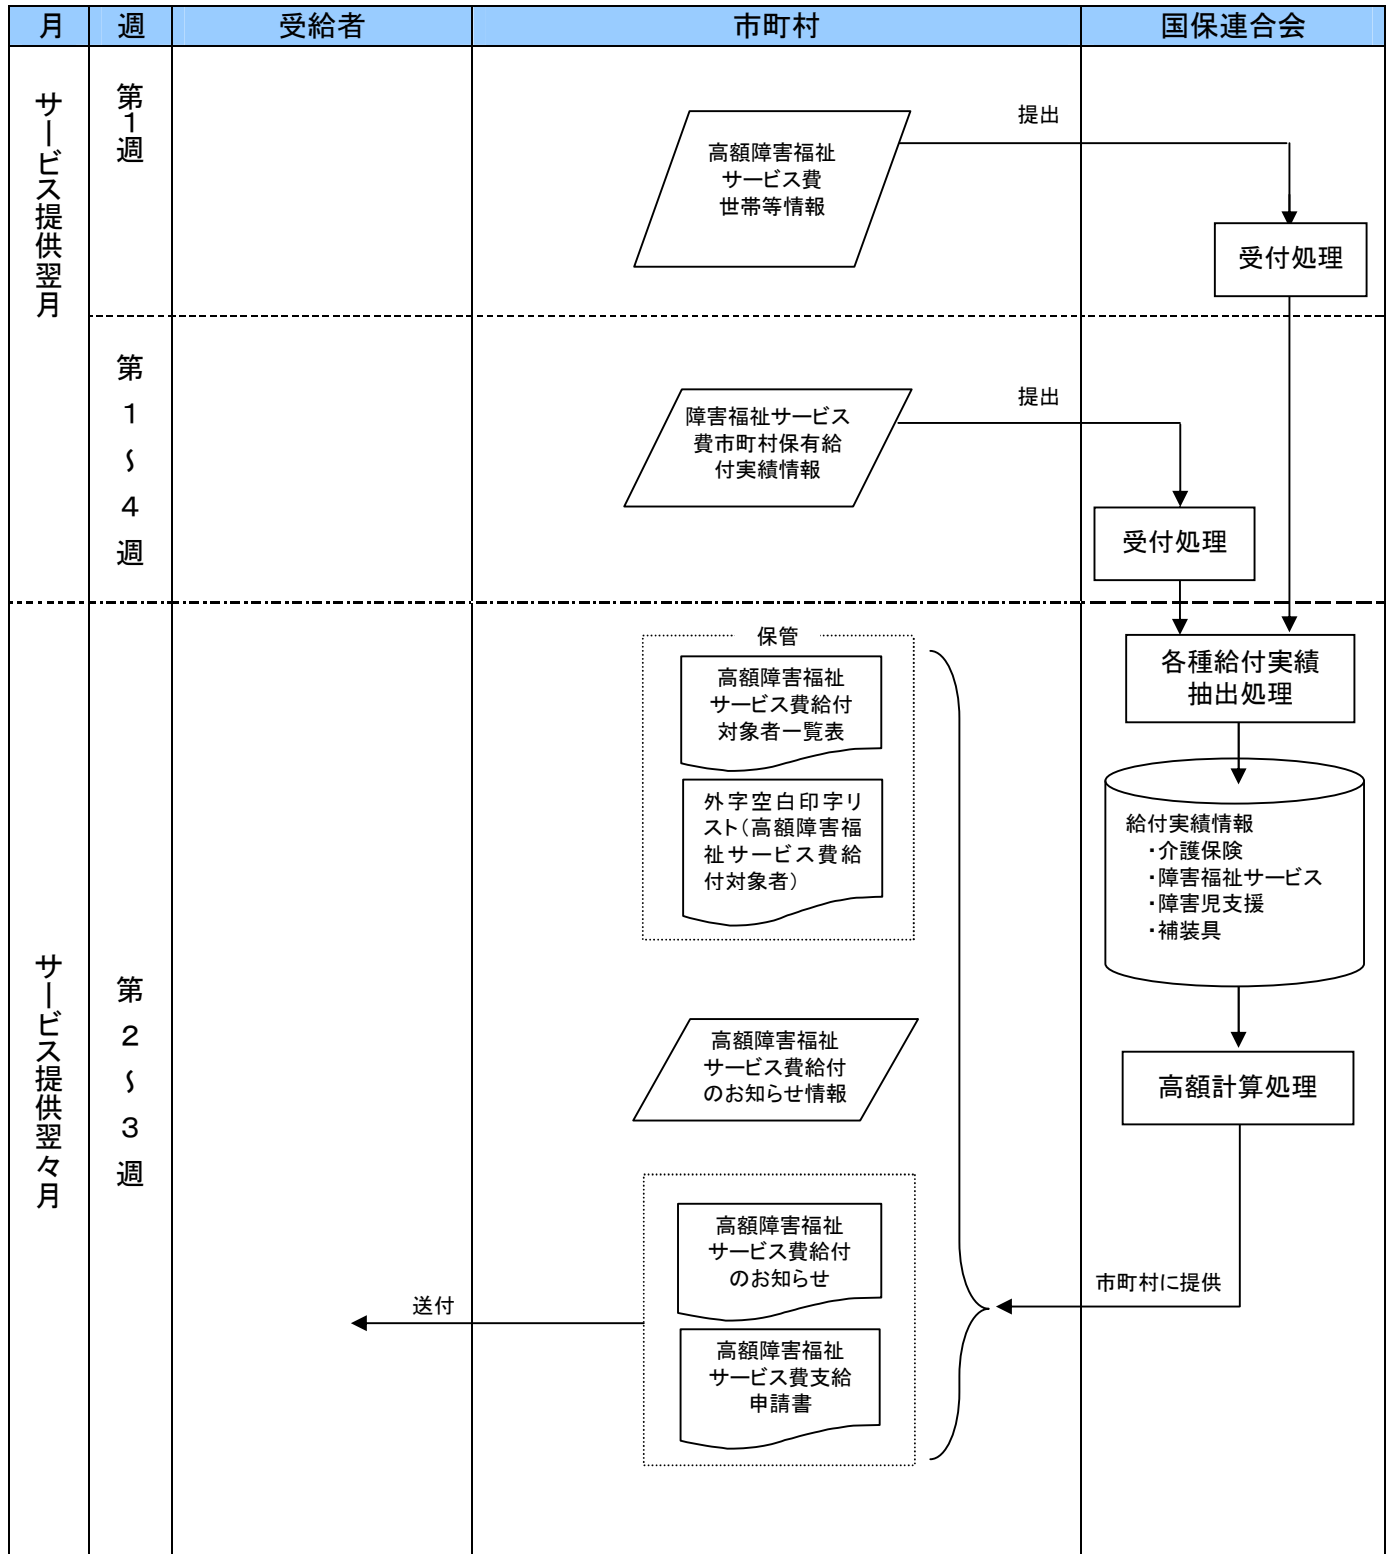 月
週
受給者
市町村
国保連合会
サービス提供翌月
第1週
高額障害福祉
サービス費
世帯等情報
提出
受付処理
第
1
～
4
週
障害福祉サービス
費市町村保有給
付実績情報
提出
受付処理
サービス提供翌々月
第
2
～
3
週
保管
高額障害福祉
サービス費給付
対象者一覧表
外字空白印字リ
スト（高額障害福
祉サービス費給
付対象者）
各種給付実績
抽出処理
給付実績情報
・介護保険
・障害福祉サービス
・障害児支援
・補装具
高額障害福祉
サービス費給付
のお知らせ情報
高額計算処理
高額障害福祉
サービス費給付
のお知らせ
市町村に提供
送付
高額障害福祉
サービス費支給
申請書